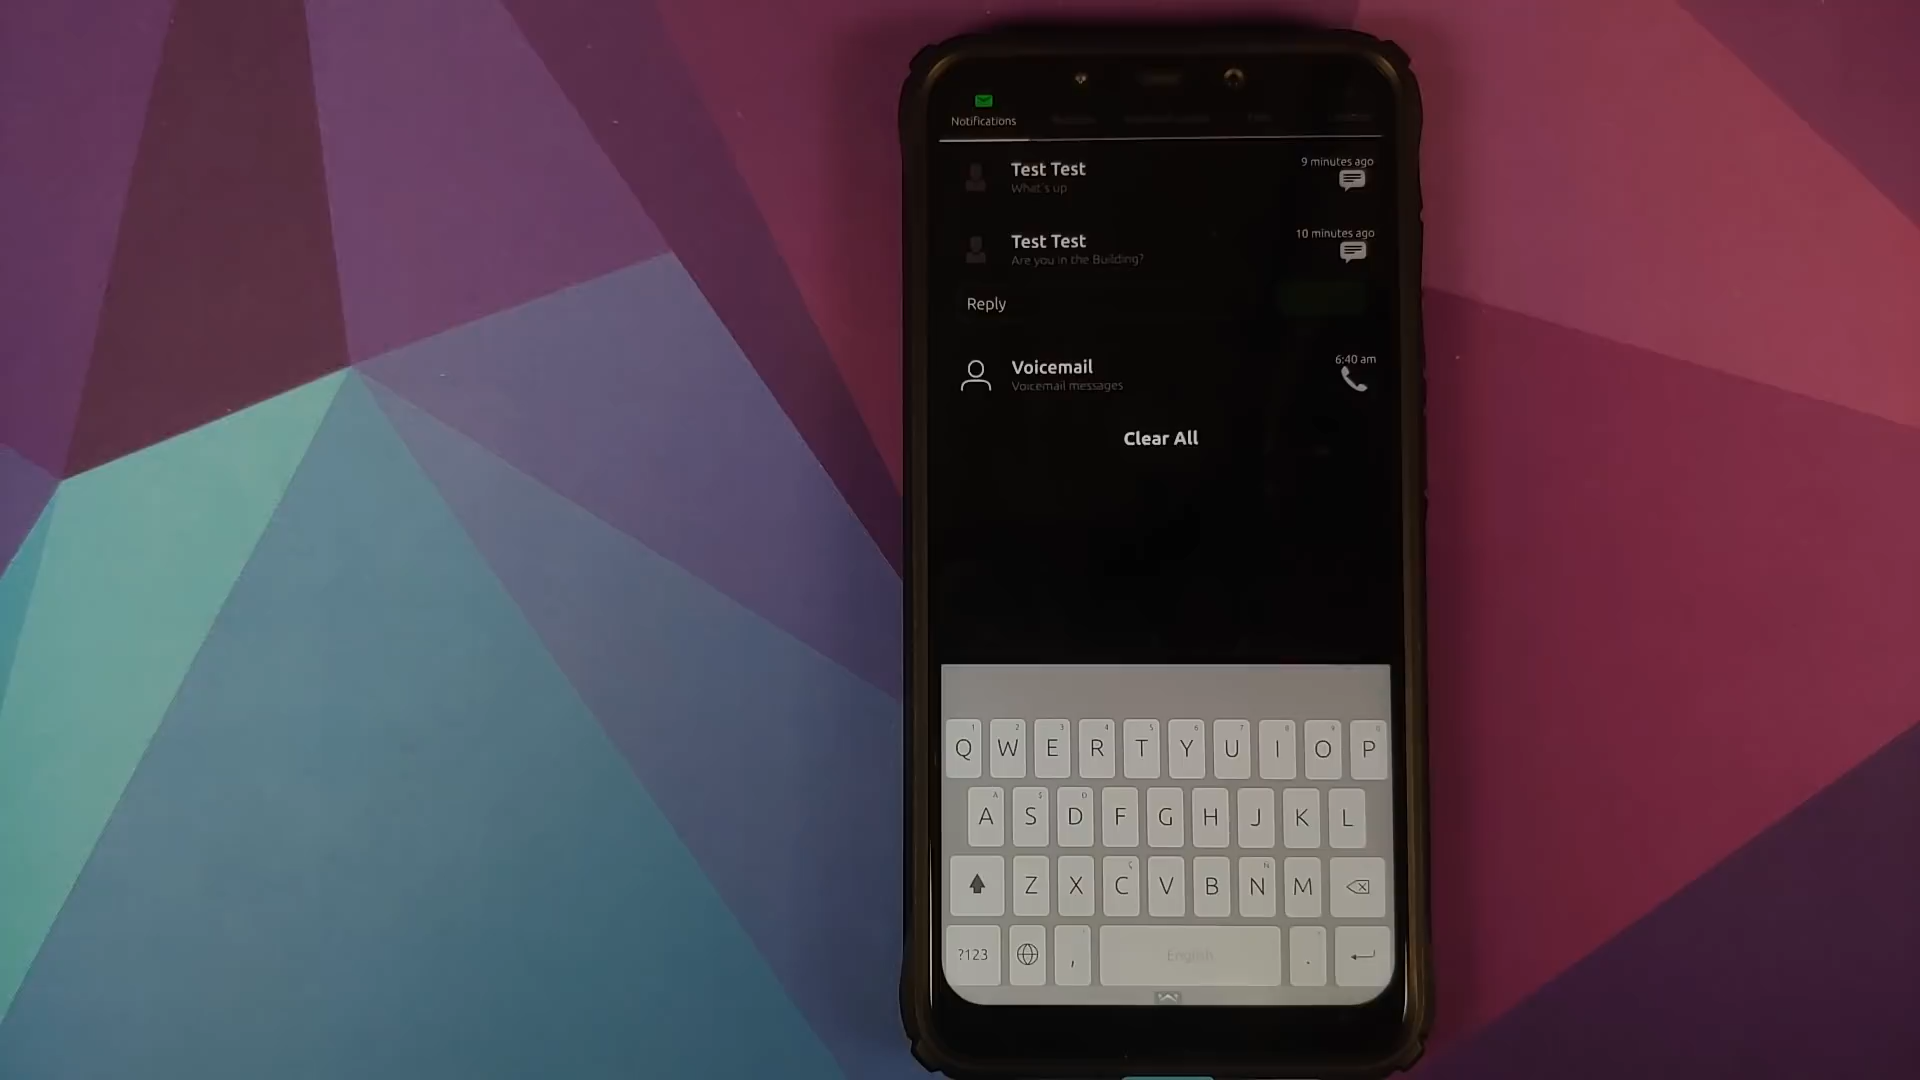 Notifications
Test Test
9 minutes ago
What's up
Test Test
10 minutes ago
Are you in the Building?
Reply
Voicemail
6:40 am
Voicemail messages
Clear All
Q W E R T Y U I O P
A S D F G H J K L
Z X C V B N M
?123 , English .